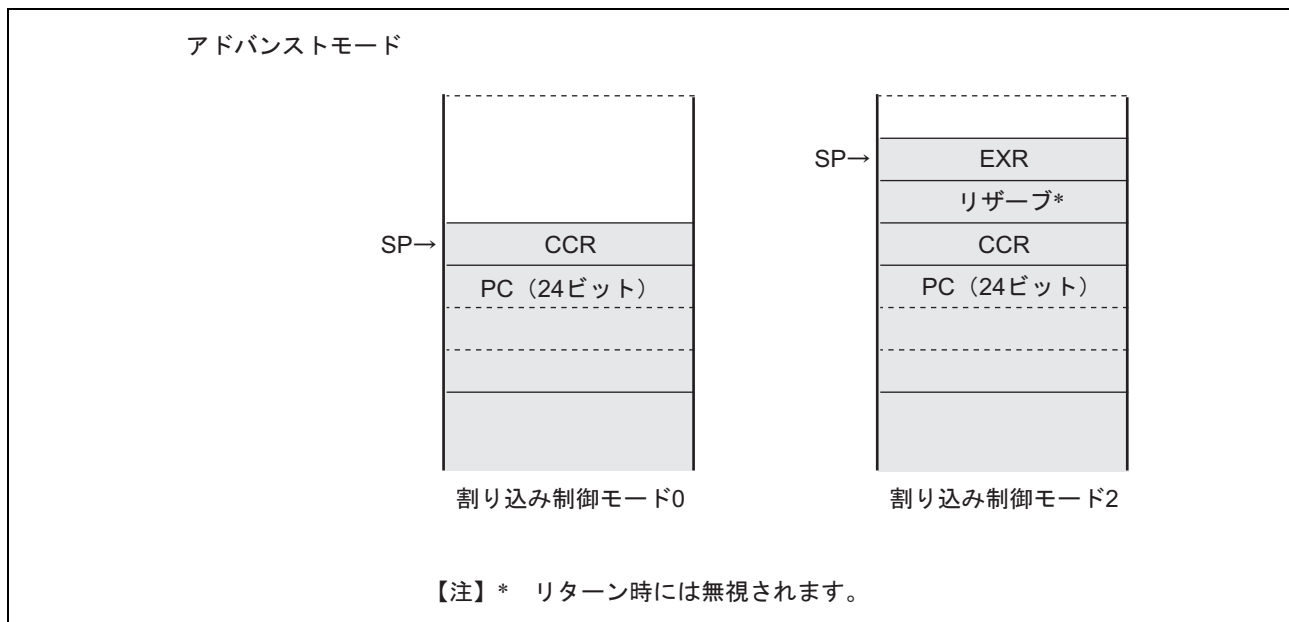 アドバンストモード
SP→
CCR
PC（24ビット）
割り込み制御モード0
SP→
EXR
リザーブ*
CCR
PC（24ビット）
割り込み制御モード2
【注】* リターン時には無視されます。